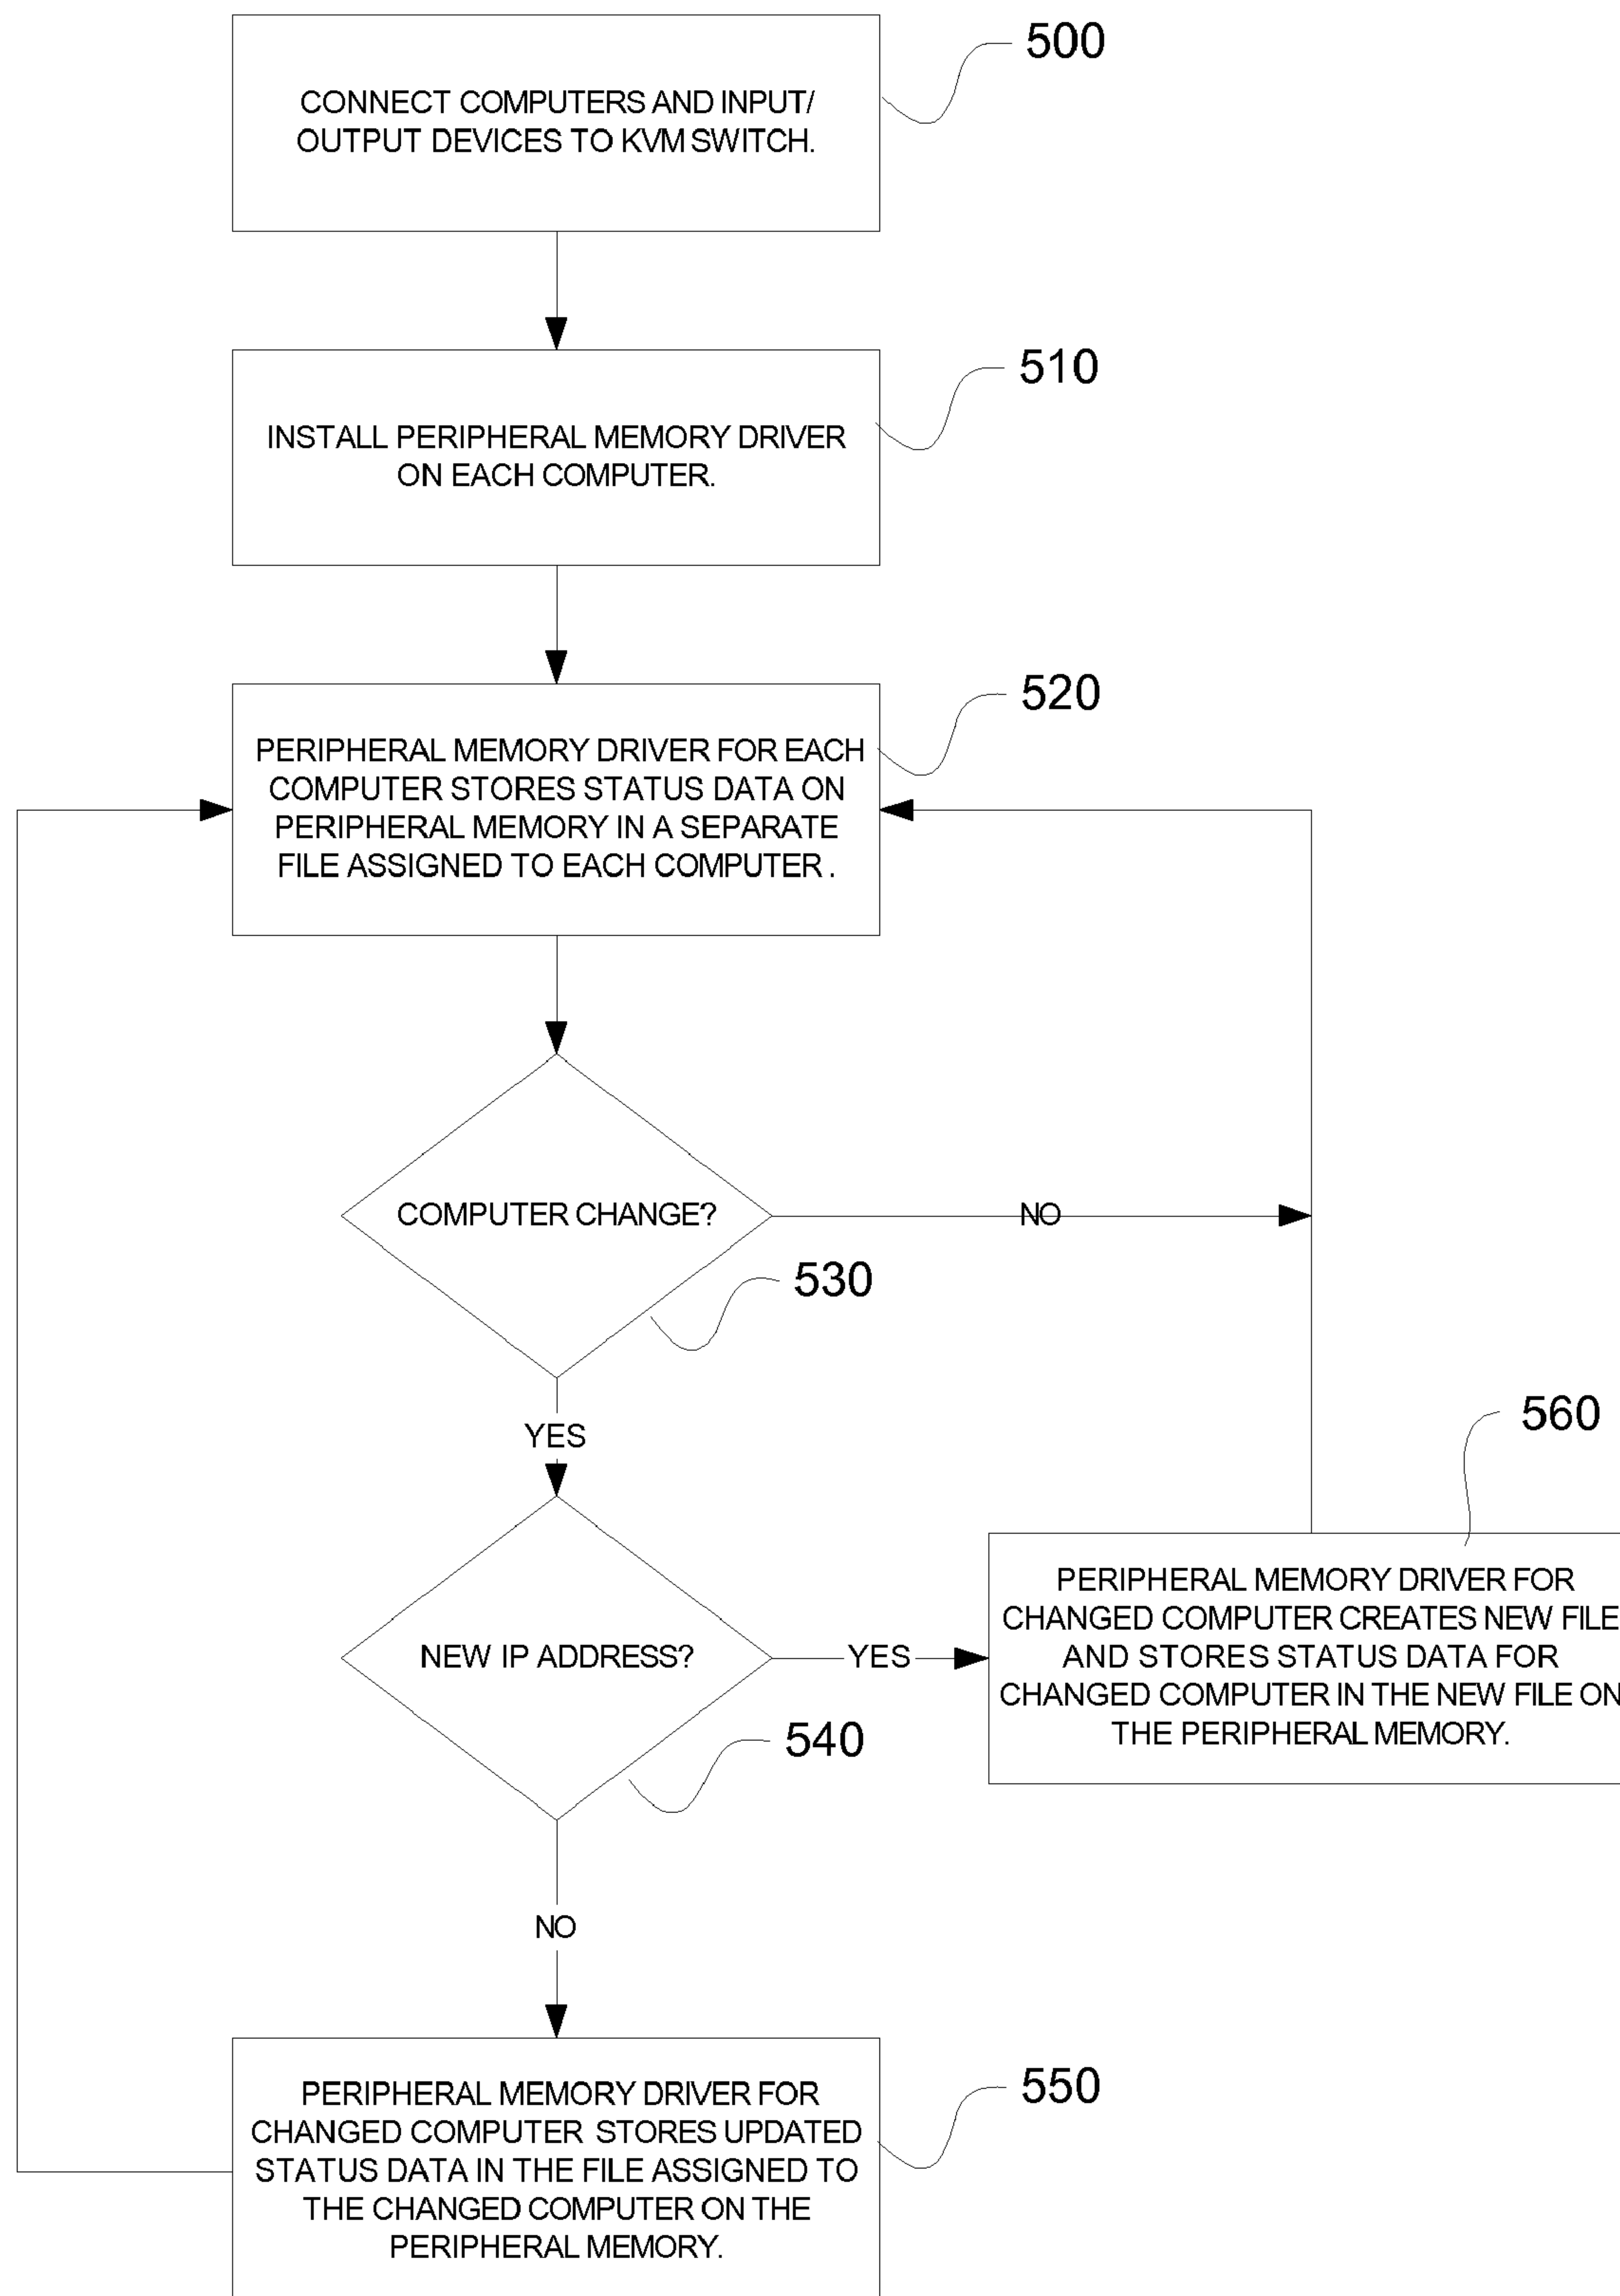 500
CONNECT COMPUTERS AND INPUT/
OUTPUT DEVICES TO KVM SWITCH.
510
INSTALL PERIPHERAL MEMORY DRIVER
ON EACH COMPUTER.
520
PERIPHERAL MEMORY DRIVER FOR EACH
COMPUTER STORES STATUS DATA ON
PERIPHERAL MEMORY IN A SEPARATE
FILE ASSIGNED TO EACH COMPUTER .
COMPUTER CHANGE?
NO
530
YES
560
NEW IP ADDRESS?
YES
540
PERIPHERAL MEMORY DRIVER FOR
CHANGED COMPUTER CREATES NEW FILE
AND STORES STATUS DATA FOR
CHANGED COMPUTER IN THE NEW FILE ON
THE PERIPHERAL MEMORY.
NO
550
PERIPHERAL MEMORY DRIVER FOR
CHANGED COMPUTER STORES UPDATED
STATUS DATA IN THE FILE ASSIGNED TO
THE CHANGED COMPUTER ON THE
PERIPHERAL MEMORY.